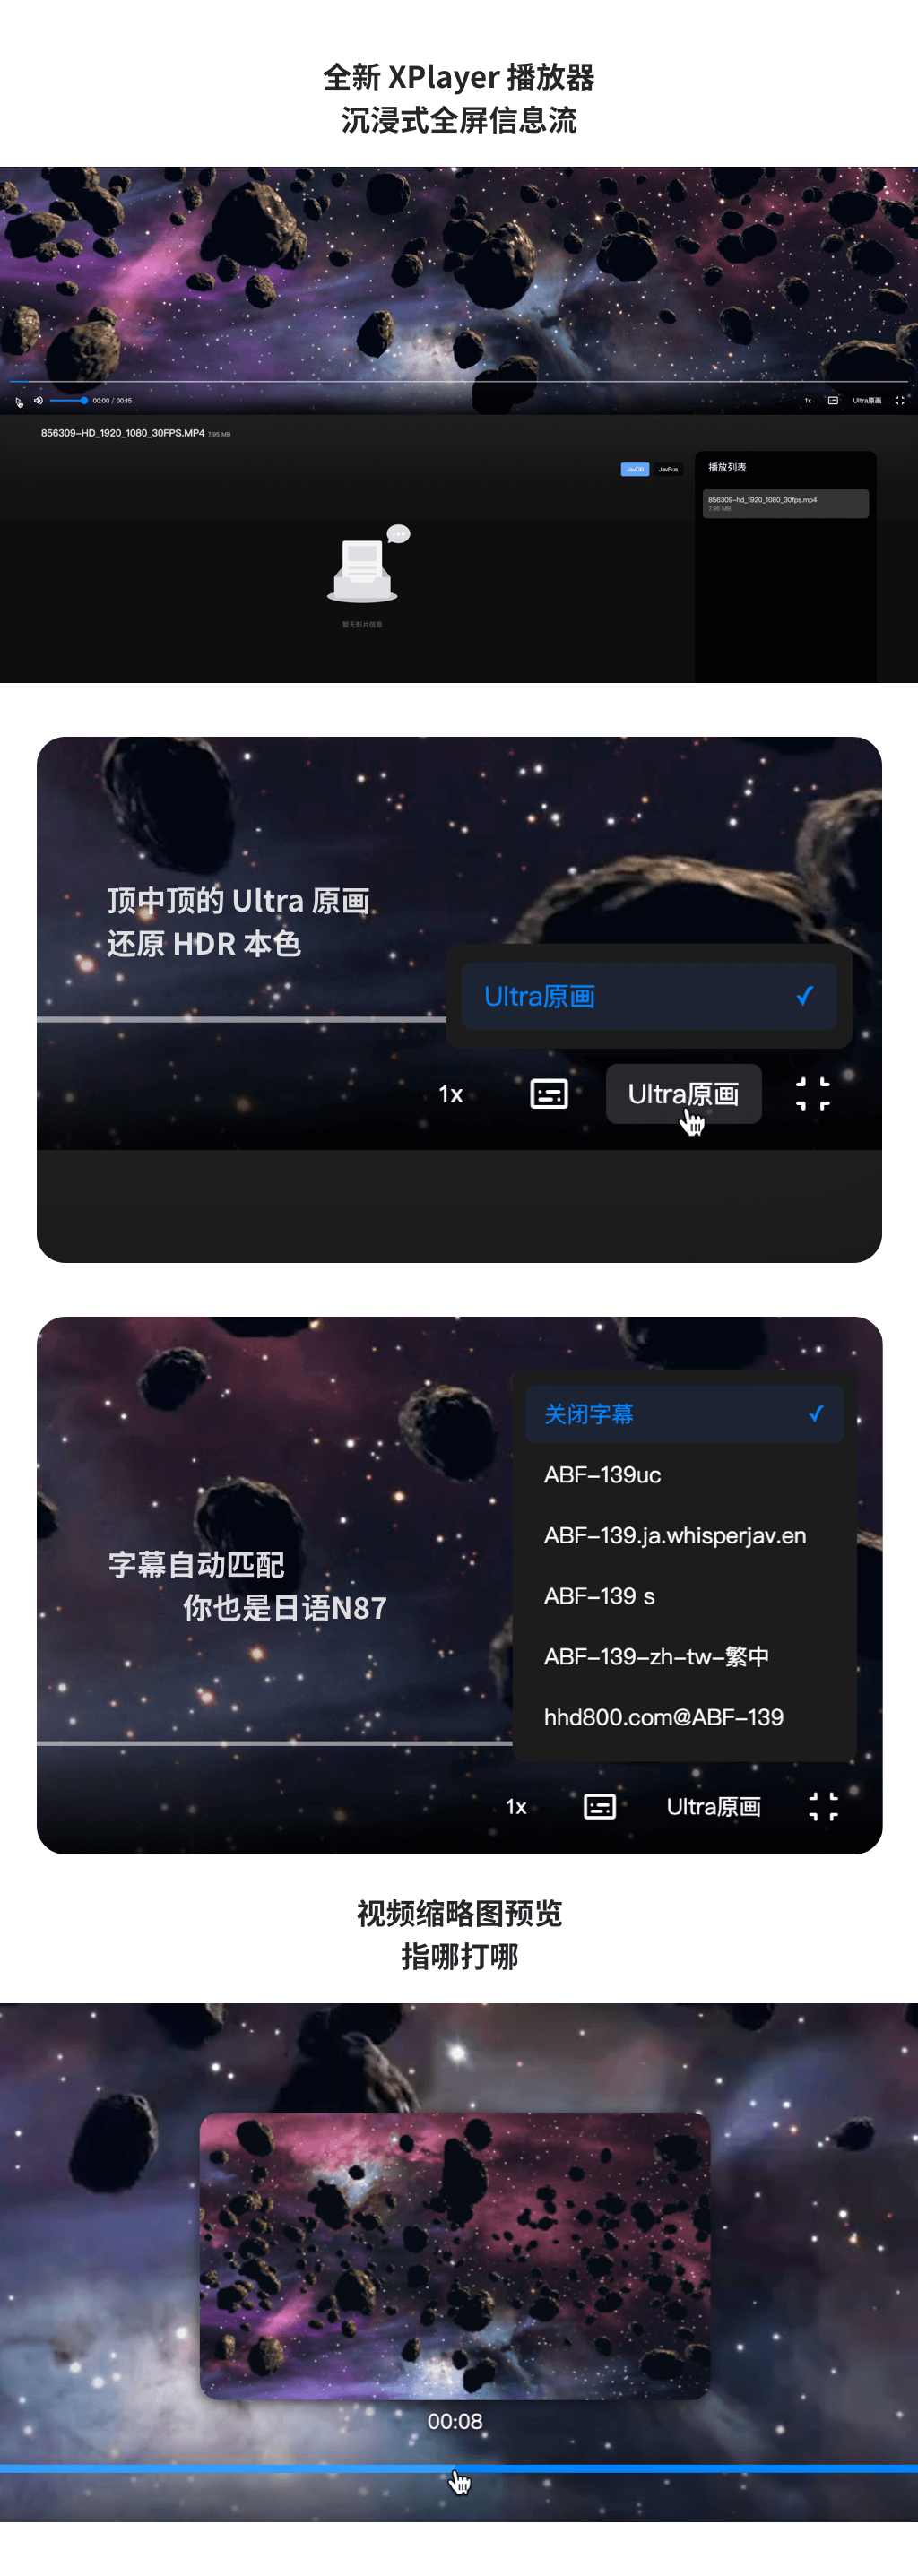 全新 XPlayer 播放器
沉浸式全屏信息流
00:00 / 00:15
1x
Ultra原画
856309-HD_1920_1080_30FPS.MP4 7.95 MB
JavDB
JavBus
播放列表
856309-hd_1920_1080_30fps.mp4
7.95 MB
暂无影片信息
顶中顶的 Ultra 原画
还原 HDR 本色
Ultra原画
1x
Ultra原画
关闭字幕
ABF-139uc
ABF-139.ja.whisperjav.en
字幕自动匹配
你也是日语N87
ABF-139 s
ABF-139-zh-tw-繁中
hhd800.com@ABF-139
1x
Ultra原画
视频缩略图预览
指哪打哪
00:08